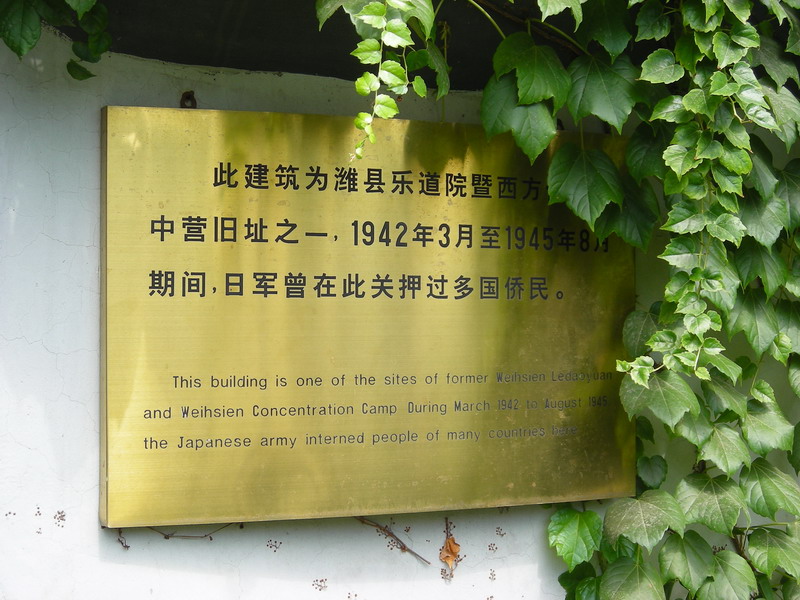 此建筑为潍县乐道院暨西方
中营旧址之一，1942年3月至1945年8月
期间，日军曾在此关押过多国侨民。
This building is one of the sites of former Weihsien Ledaoyuan
and Weihsien Concentration Camp During March 1942 to August 1945
the Japanese army interned people of many countries here